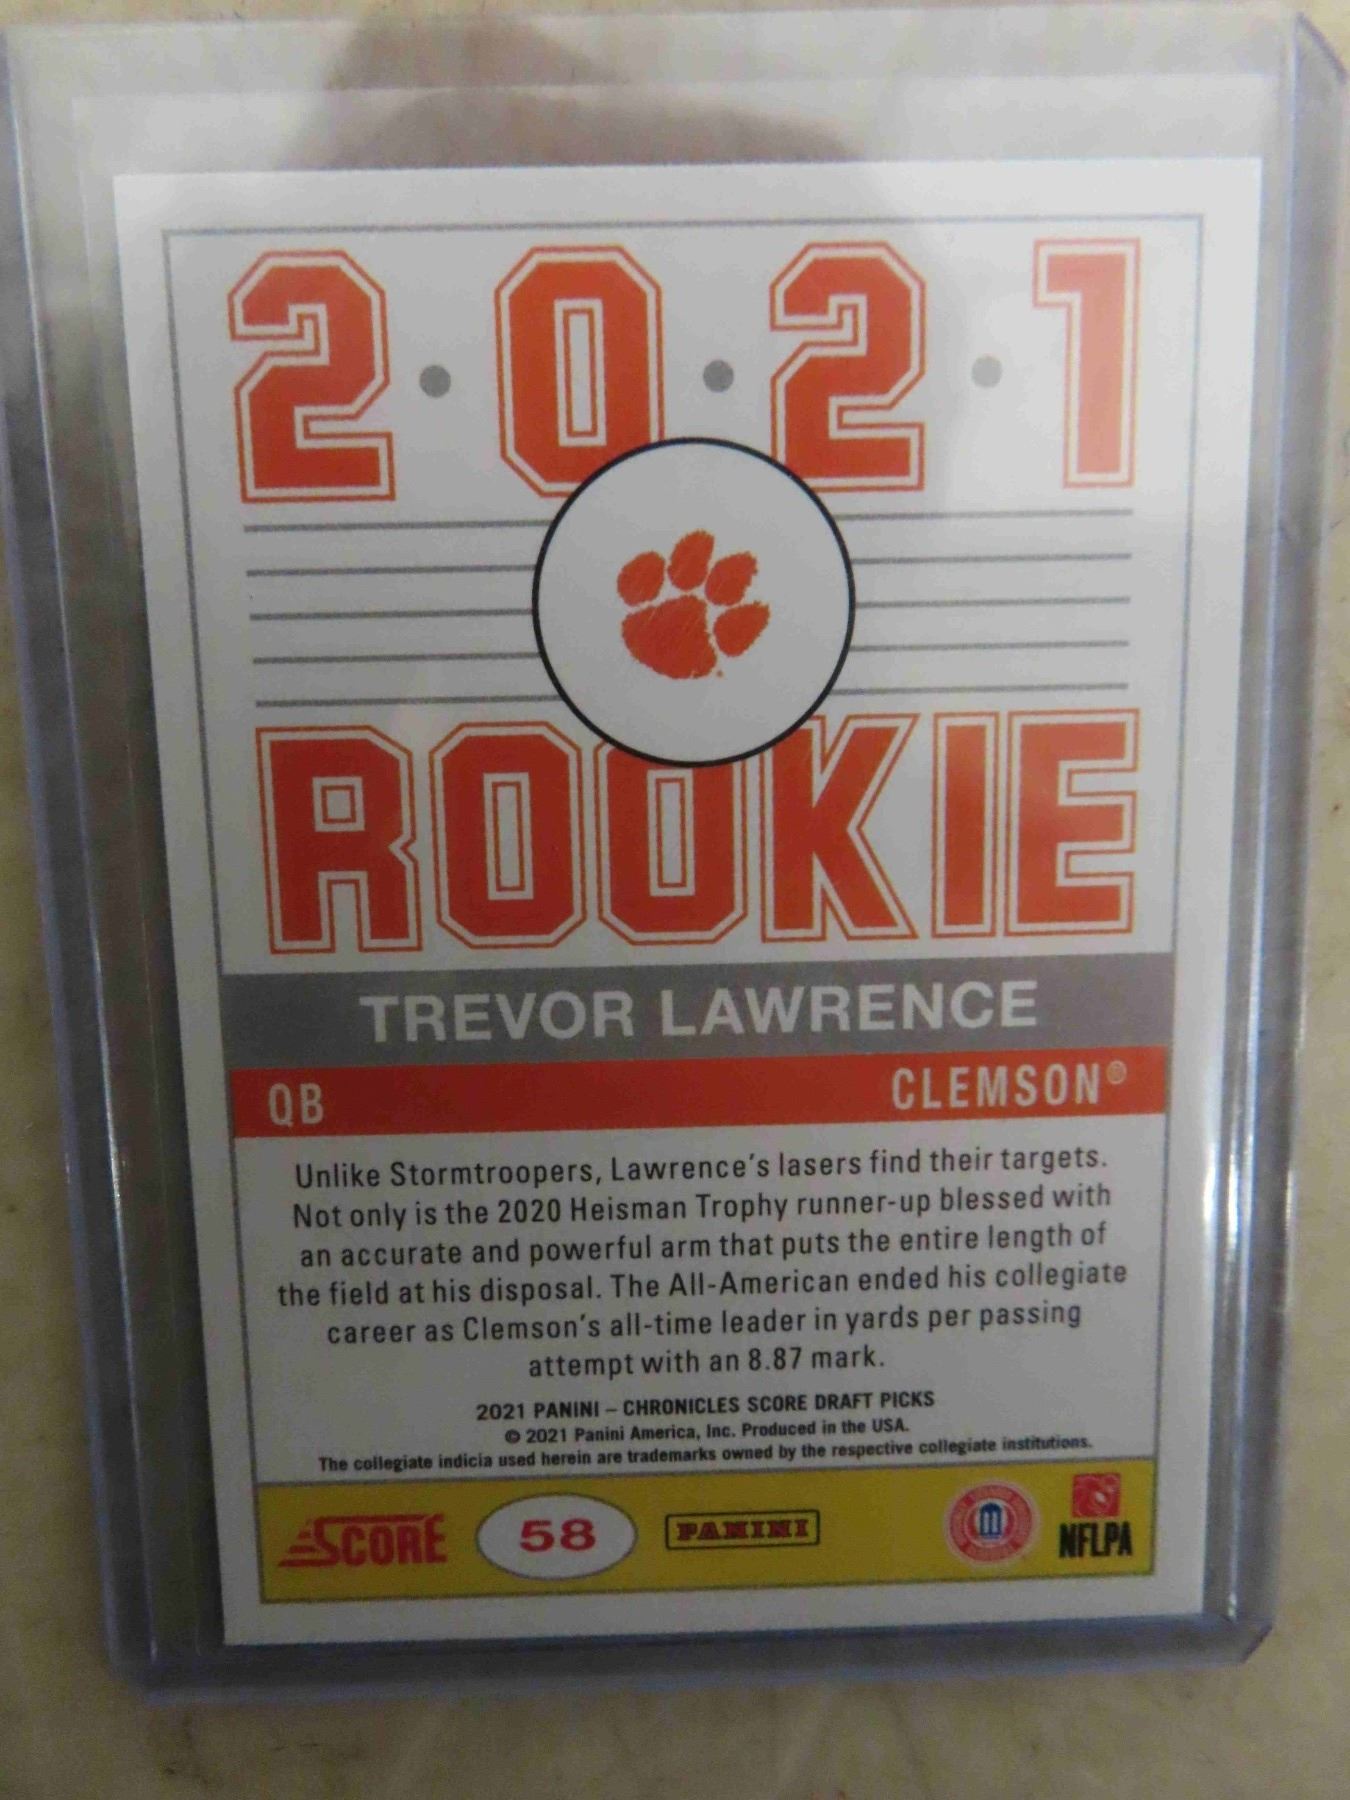 2·0·2·1
ROOKIE
TREVOR LAWRENCE
QB CLEMSON®
Unlike Stormtroopers, Lawrence's lasers find their targets.
Not only is the 2020 Heisman Trophy runner-up blessed with
an accurate and powerful arm that puts the entire length of
the field at his disposal. The All-American ended his collegiate
career as Clemson's all-time leader in yards per passing
attempt with an 8.87 mark.
2021 PANINI – CHRONICLES SCORE DRAFT PICKS
© 2021 Panini America, Inc. Produced in the USA.
The collegiate indicia used herein are trademarks owned by the respective collegiate institutions.
SCORE 58 PANINI NFLPA